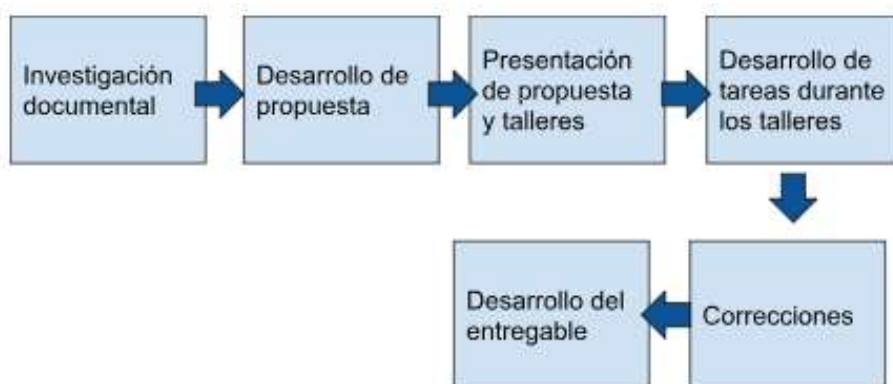 Investigación
documental
Desarrollo de
propuesta
Presentación
de propuesta
y talleres
Desarrollo de
tareas durante
los talleres
Correcciones
Desarrollo del
entregable